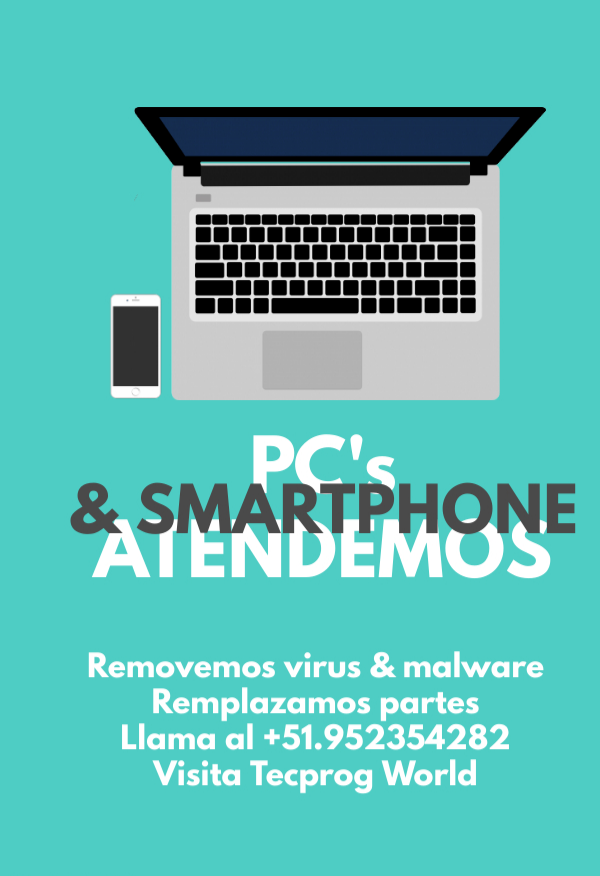 PC's
& SMARTPHONE
ATENDEMOS
Removemos virus & malware
Remplazamos partes
Llama al +51.952354282
Visita Tecprog World